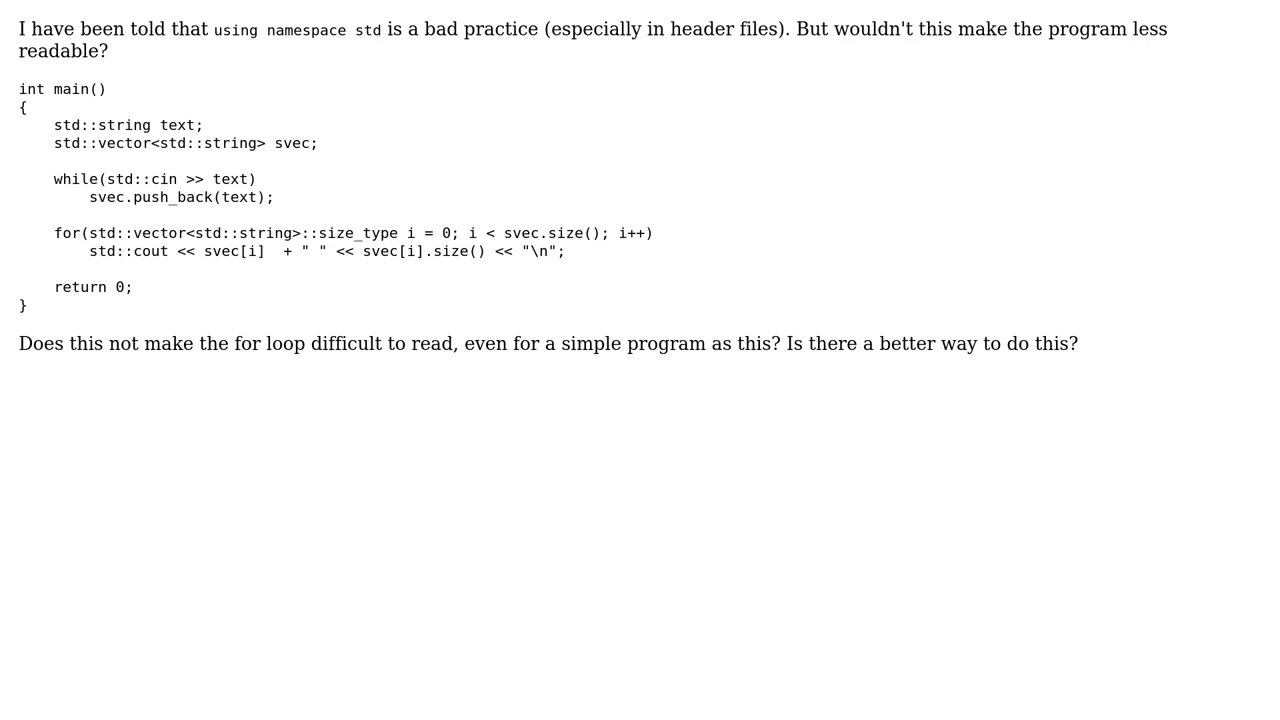 I have been told that using namespace std is a bad practice (especially in header files). But wouldn't this make the program less
readable?
int main()
{
    std::string text;
    std::vector<std::string> svec;
    while(std::cin >> text)
        svec.push_back(text);
    for(std::vector<std::string>::size_type i = 0; i < svec.size(); i++)
        std::cout << svec[i]  + " " << svec[i].size() << "\n";
    return 0;
}
Does this not make the for loop difficult to read, even for a simple program as this? Is there a better way to do this?